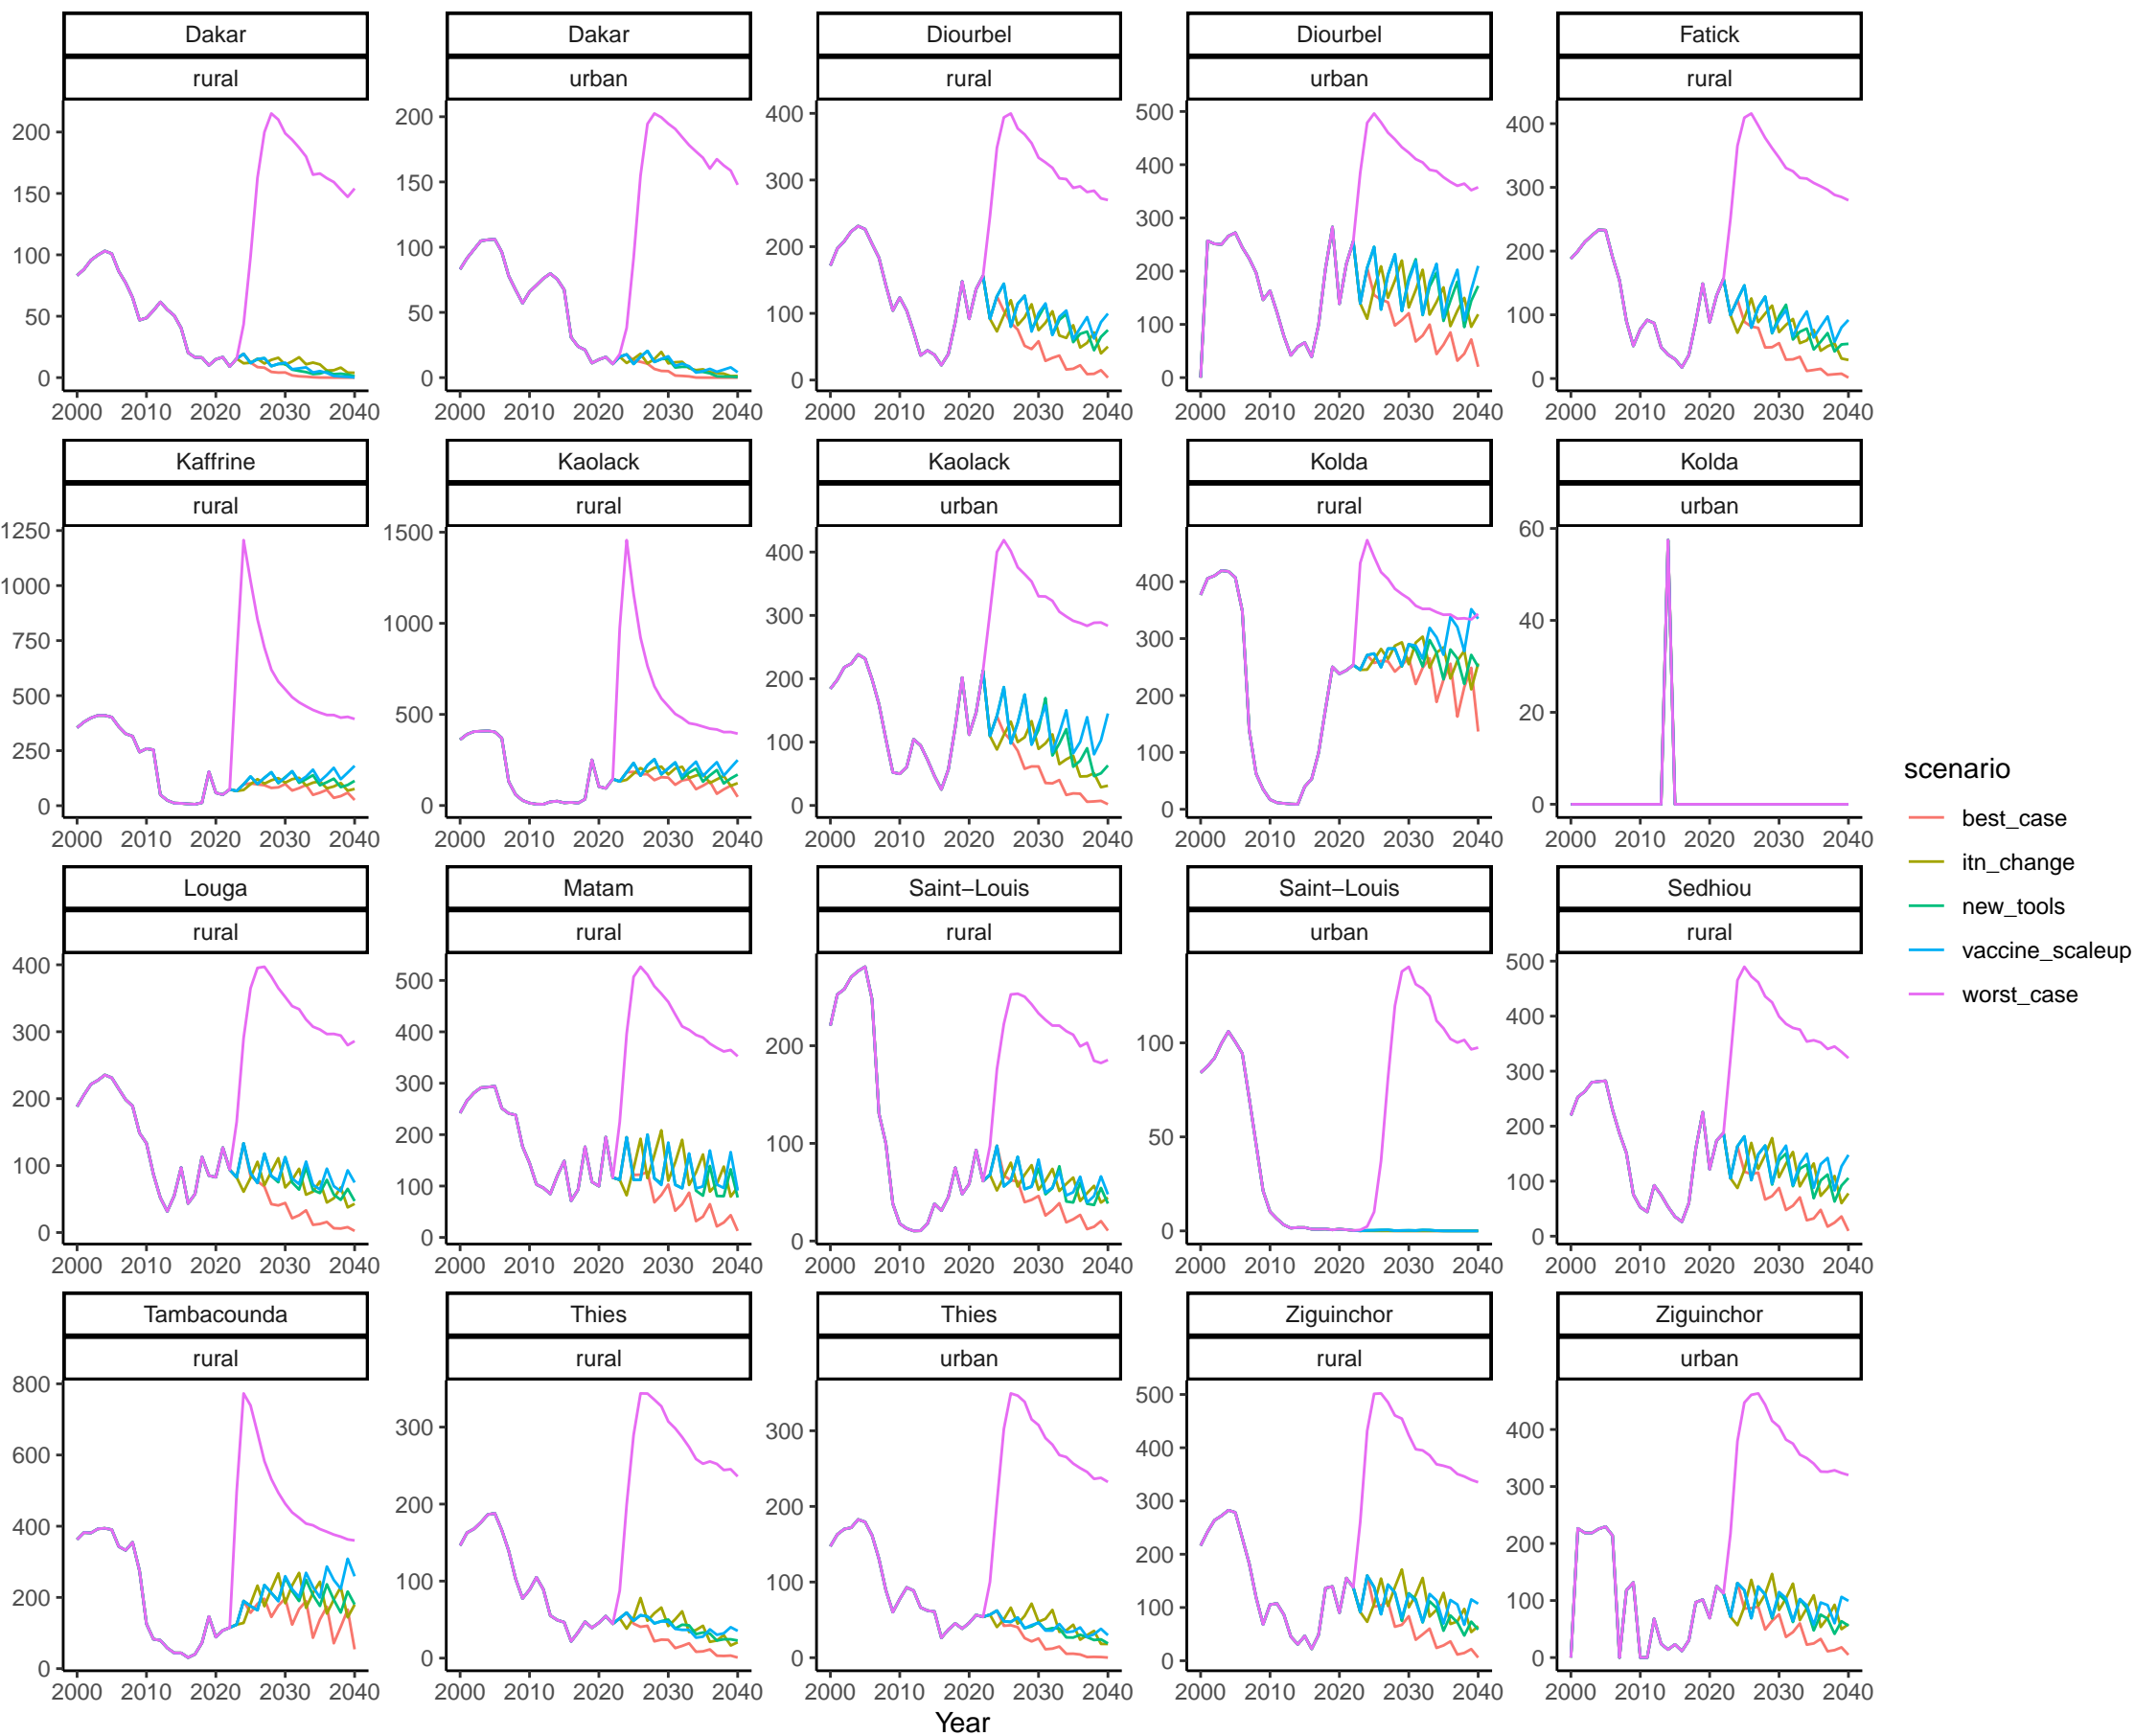 Dakar
rural
200
150
100
50
0
2000 2010 2020 2030 2040
Dakar
urban
200
150
100
50
0
2000 2010 2020 2030 2040
Diourbel
rural
400
300
200
100
0
2000 2010 2020 2030 2040
Diourbel
urban
500
400
300
200
100
0
2000 2010 2020 2030 2040
Fatick
rural
400
300
200
100
0
2000 2010 2020 2030 2040
Kaffrine
rural
1250
1000
750
500
250
0
2000 2010 2020 2030 2040
Kaolack
rural
1500
1000
500
0
2000 2010 2020 2030 2040
Kaolack
urban
400
300
200
100
0
2000 2010 2020 2030 2040
Kolda
rural
400
300
200
100
0
2000 2010 2020 2030 2040
Kolda
urban
60
40
20
0
2000 2010 2020 2030 2040
Louga
rural
400
300
200
100
0
2000 2010 2020 2030 2040
Matam
rural
500
400
300
200
100
0
2000 2010 2020 2030 2040
Saint−Louis
rural
200
100
0
2000 2010 2020 2030 2040
Saint−Louis
urban
100
50
0
2000 2010 2020 2030 2040
Sedhiou
rural
500
400
300
200
100
0
2000 2010 2020 2030 2040
Tambacounda
rural
800
600
400
200
0
2000 2010 2020 2030 2040
Thies
rural
300
200
100
0
2000 2010 2020 2030 2040
Thies
urban
300
200
100
0
2000 2010 2020 2030 2040
Ziguinchor
rural
500
400
300
200
100
0
2000 2010 2020 2030 2040
Ziguinchor
urban
400
300
200
100
0
2000 2010 2020 2030 2040
Year
scenario
best_case
itn_change
new_tools
vaccine_scaleup
worst_case